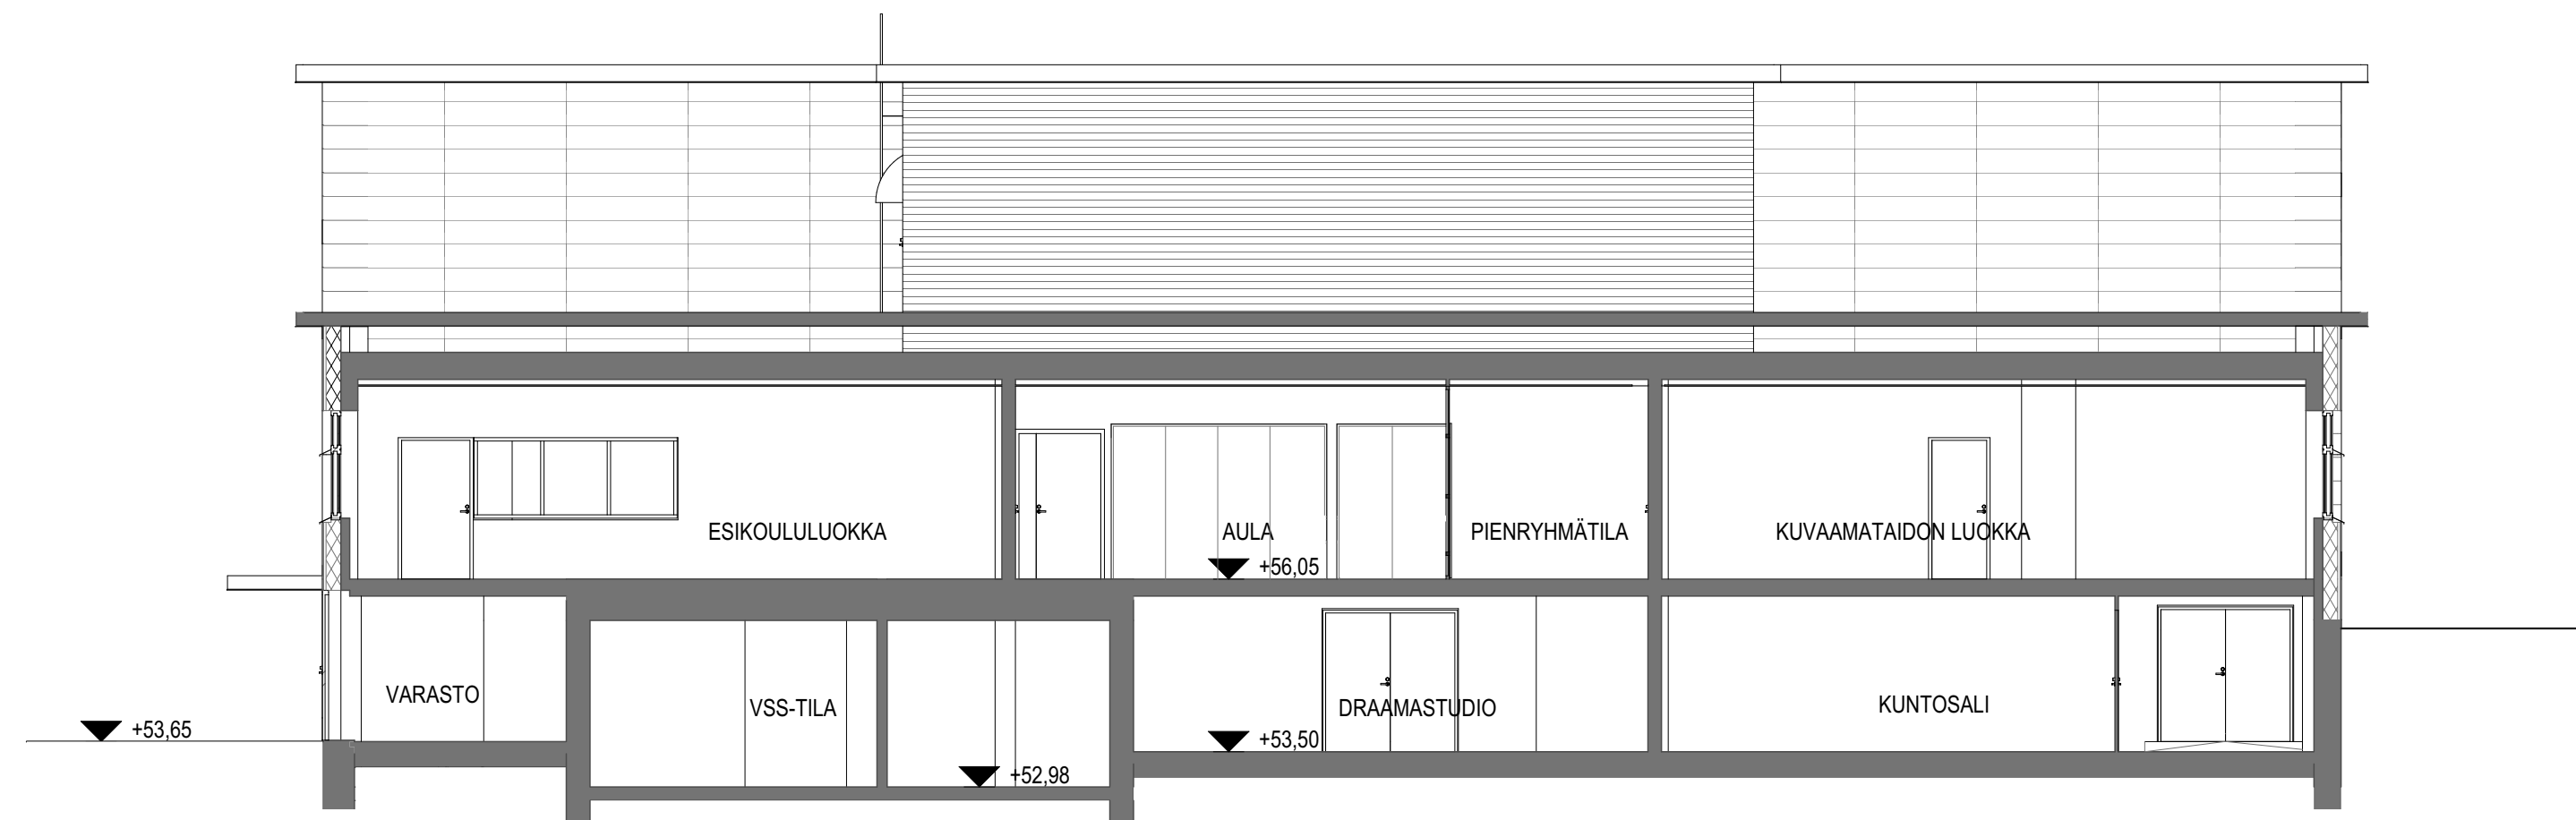 ESIKOULULUOKKA
AULA
PIENRYHMÄTILA
KUVAAMATAIDON LUOKKA
+56,05
VARASTO
VSS-TILA
DRAAMASTUDIO
KUNTOSALI
+53,65
+53,50
+52,98